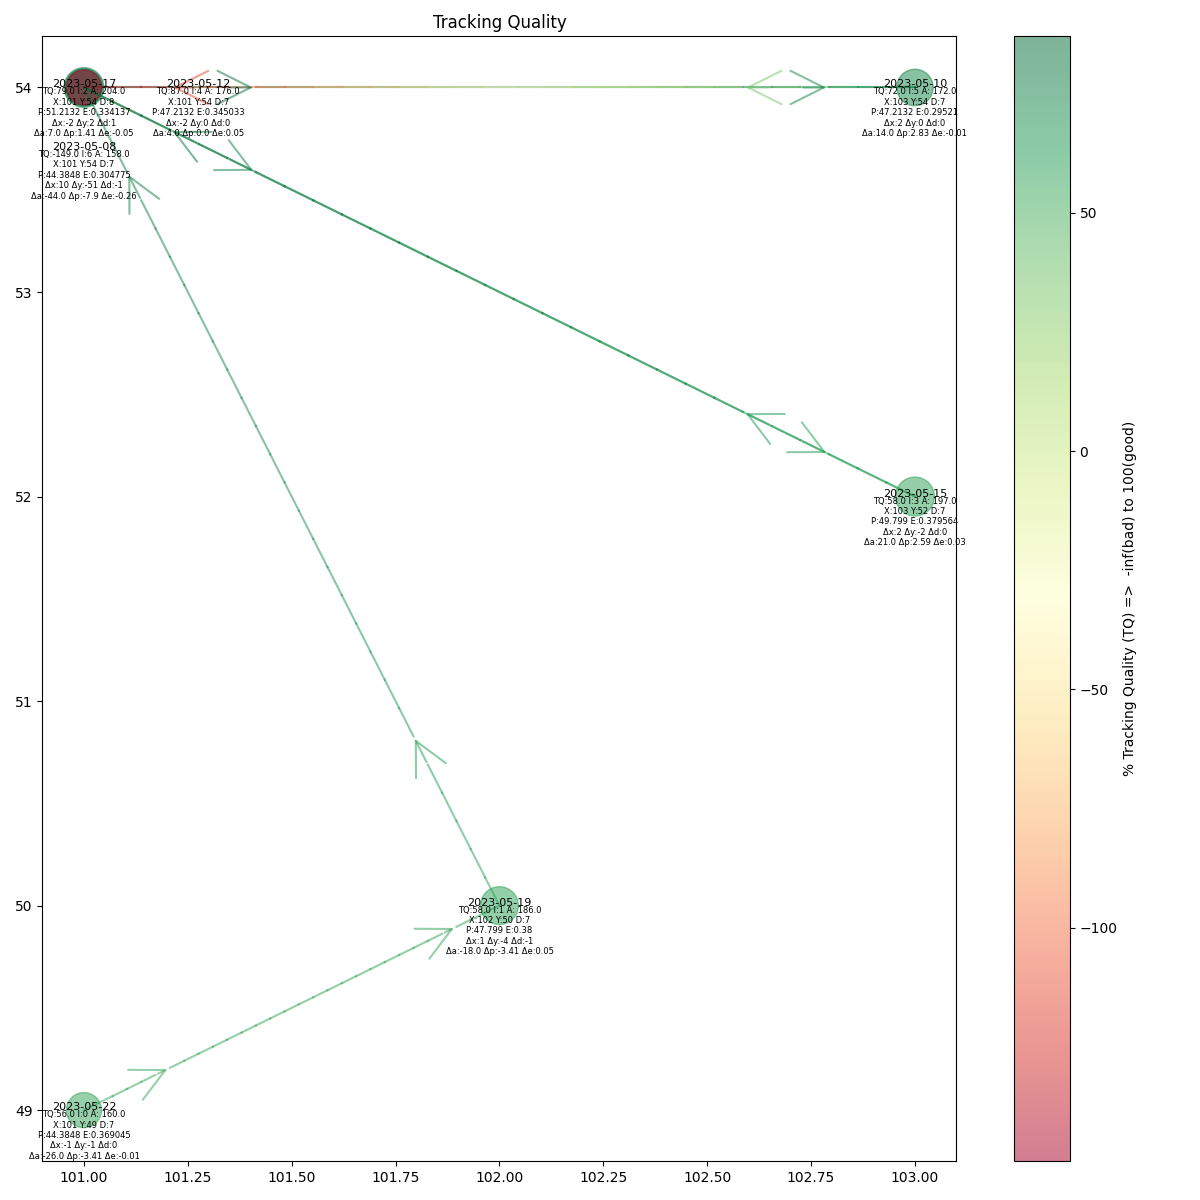 Tracking Quality
2023-05-17
TQ:79.0 I:2 A: 204.0
X:101 Y:54 D:8
P:51.2132 E:0.334137
Δx:-2 Δy:2 Δd:1
Δa:7.0 Δp:1.41 Δe:-0.05
2023-05-12
TQ:87.0 I:4 A: 176.0
X:101 Y:54 D:7
P:47.2132 E:0.345033
Δx:-2 Δy:0 Δd:0
Δa:4.0 Δp:0.0 Δe:0.05
2023-05-10
TQ:72.0 I:5 A: 172.0
X:103 Y:54 D:7
P:47.2132 E:0.29521
Δx:2 Δy:0 Δd:0
Δa:14.0 Δp:2.83 Δe:-0.01
2023-05-08
TQ:-149.0 I:6 A: 158.0
X:101 Y:54 D:7
P:44.3848 E:0.304775
Δx:10 Δy:-51 Δd:-1
Δa:-44.0 Δp:-7.9 Δe:-0.26
2023-05-15
TQ:58.0 I:3 A: 197.0
X:103 Y:52 D:7
P:49.799 E:0.379564
Δx:2 Δy:-2 Δd:0
Δa:21.0 Δp:2.59 Δe:0.03
2023-05-19
TQ:58.0 I:1 A: 186.0
X:102 Y:50 D:7
P:47.799 E:0.38
Δx:1 Δy:-4 Δd:-1
Δa:-18.0 Δp:-3.41 Δe:0.05
2023-05-22
TQ:56.0 I:0 A: 160.0
X:101 Y:49 D:7
P:44.3848 E:0.369045
Δx:-1 Δy:-1 Δd:0
Δa:-26.0 Δp:-3.41 Δe:-0.01
54
53
52
51
50
49
101.00
101.25
101.50
101.75
102.00
102.25
102.50
102.75
103.00
50
0
−50
−100
% Tracking Quality (TQ) => -inf(bad) to 100(good)